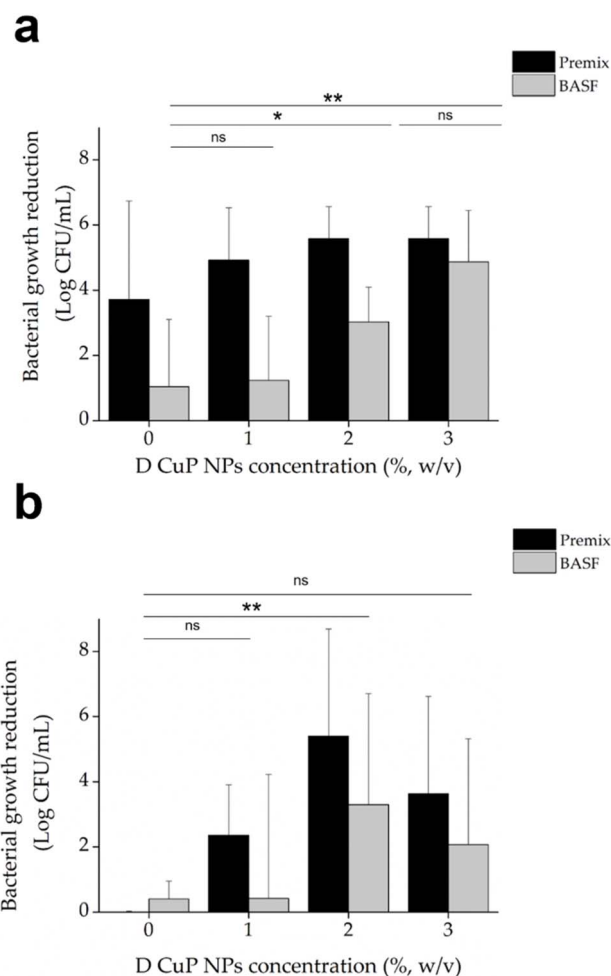 a
Premix
BASF
**
*
ns
ns
8
6
4
2
0
Bacterial growth reduction
(Log CFU/mL)
0 1 2 3
D CuP NPs concentration (%, w/v)
b
Premix
BASF
ns
**
ns
8
6
4
2
0
Bacterial growth reduction
(Log CFU/mL)
0 1 2 3
D CuP NPs concentration (%, w/v)